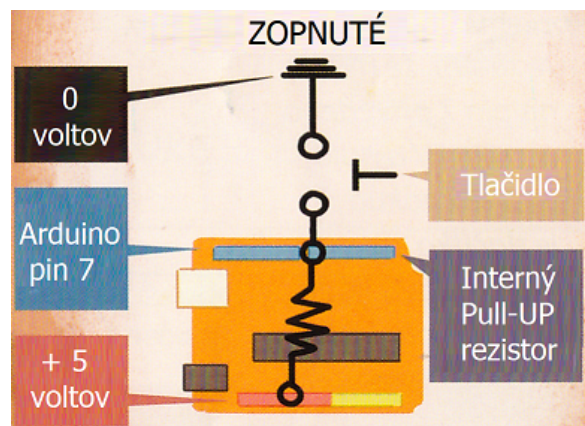 ZOPNUTÉ
0
voltov
Tlačidlo
Arduino
pin 7
Interný
Pull-UP
rezistor
+ 5
voltov